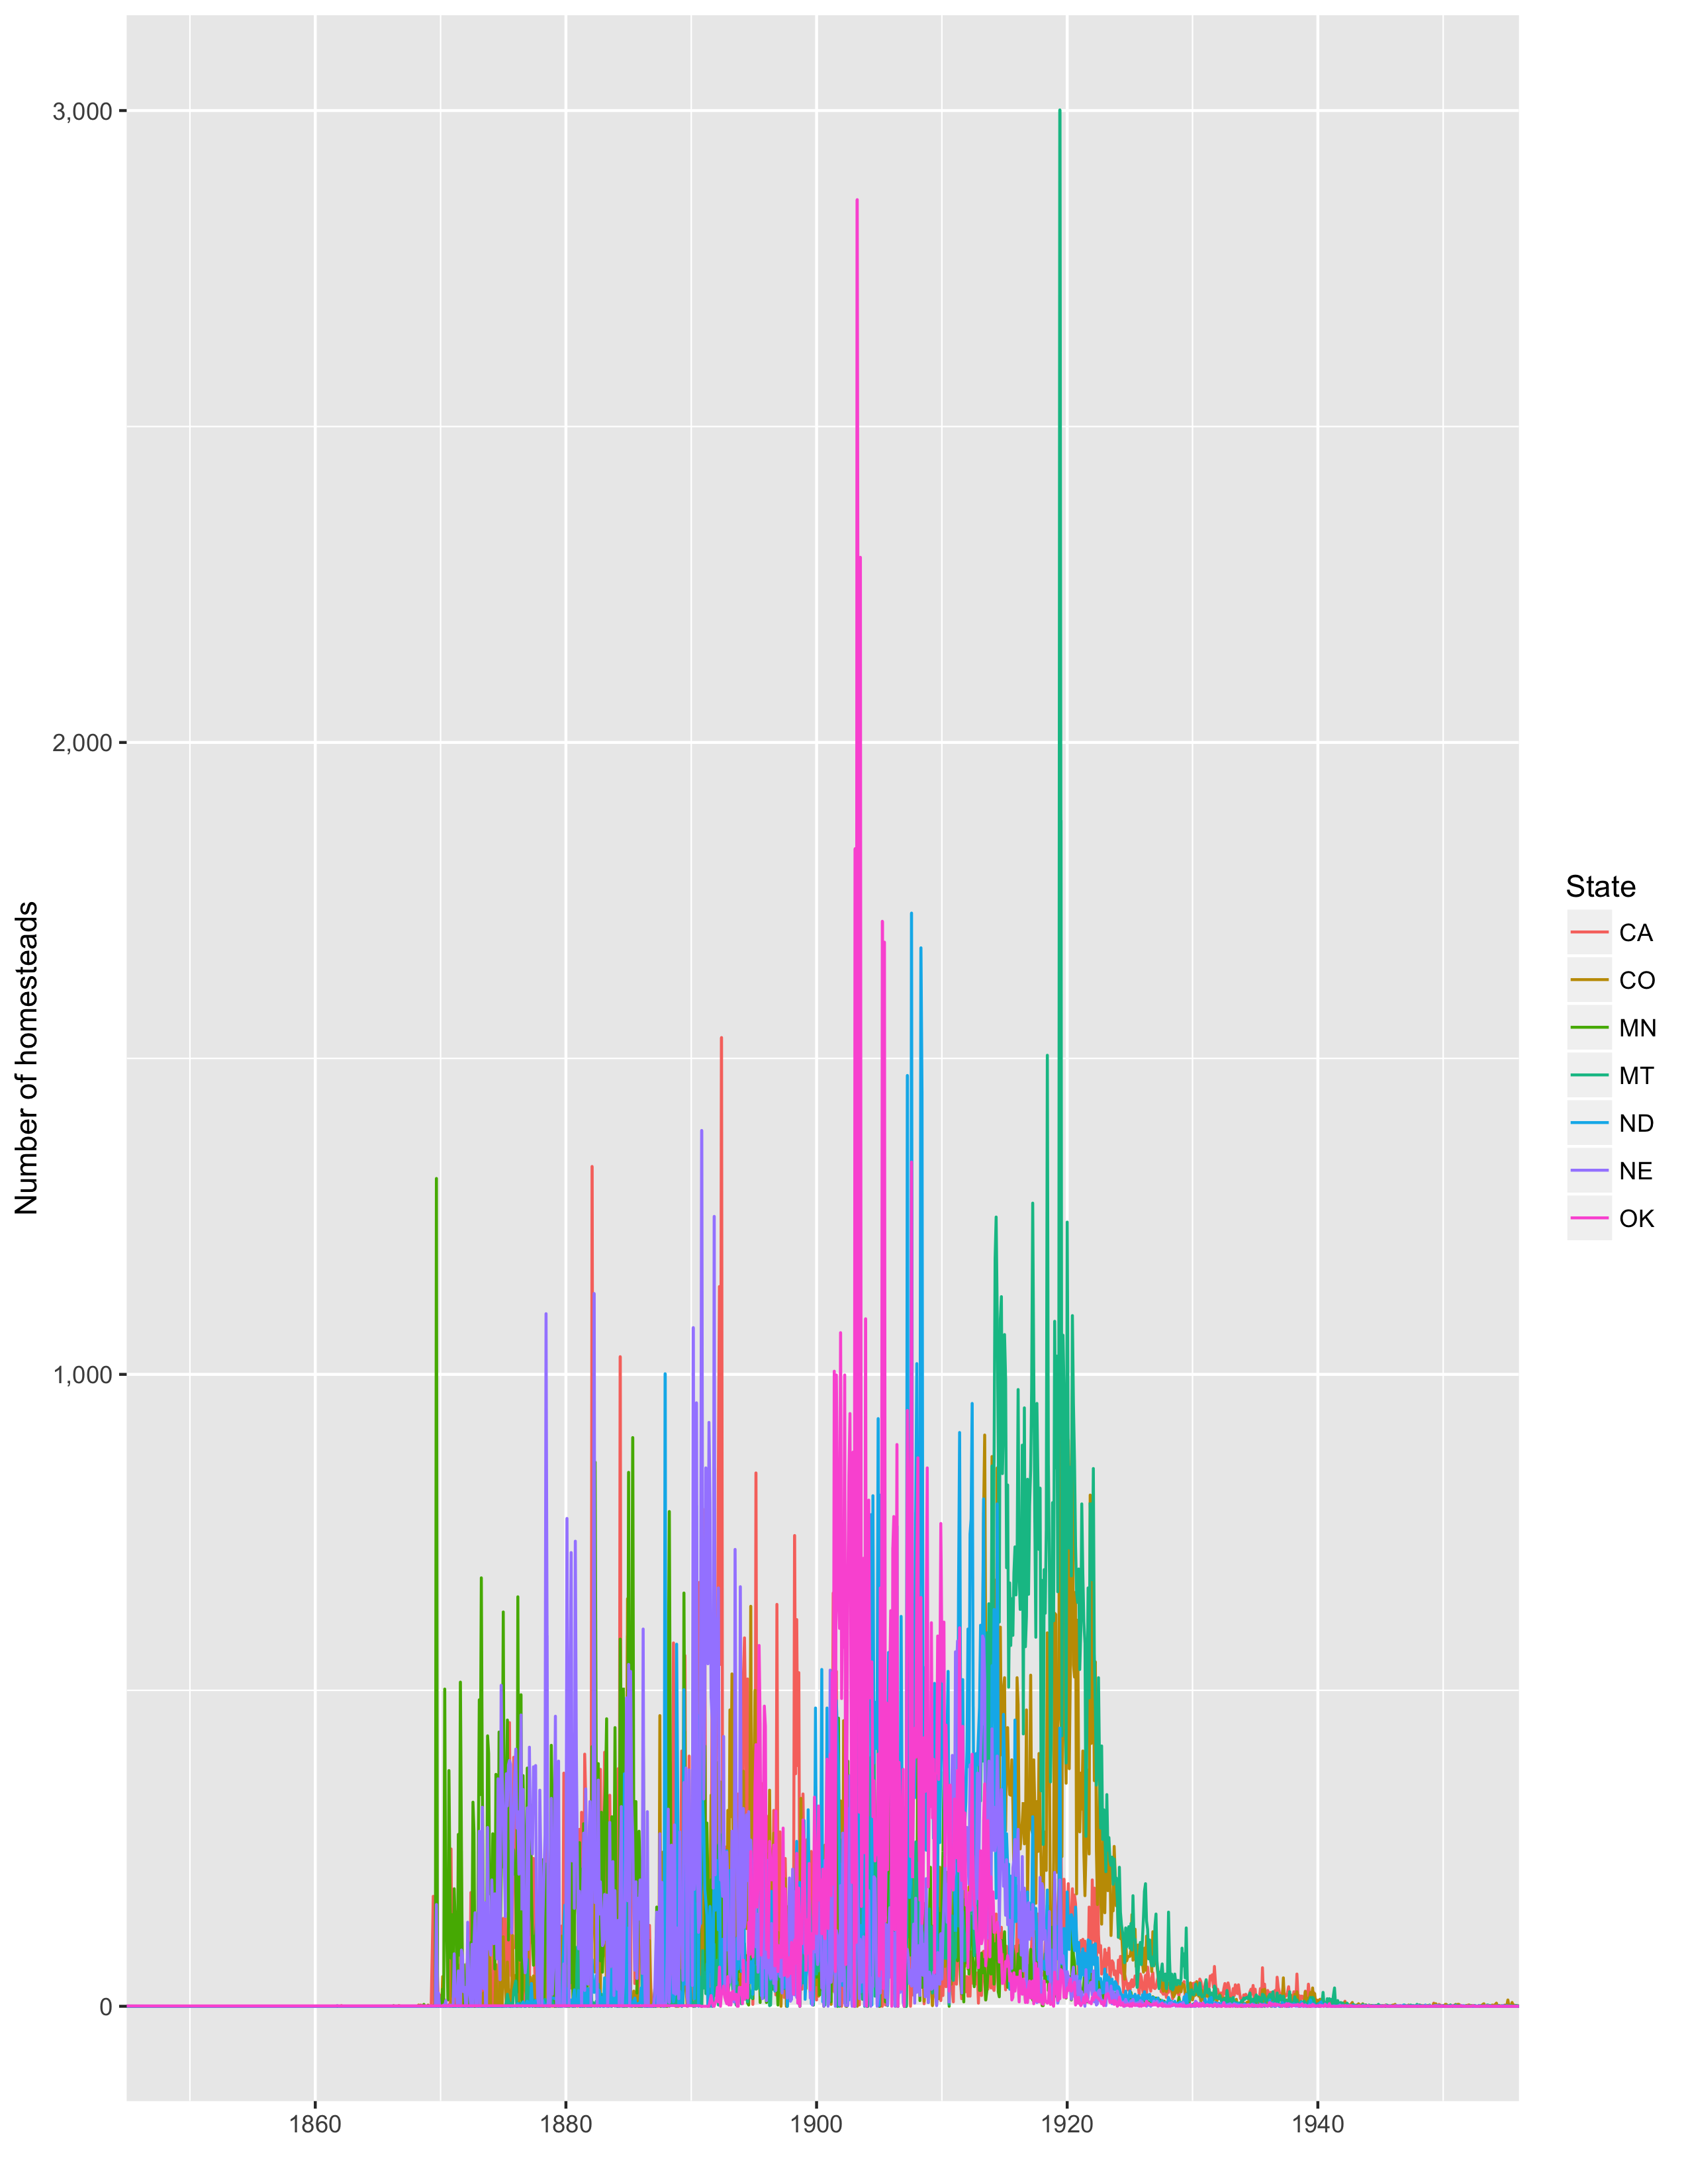 Number of homesteads
3,000
2,000
1,000
0
1860
1880
1900
1920
1940
State
CA
CO
MN
MT
ND
NE
OK